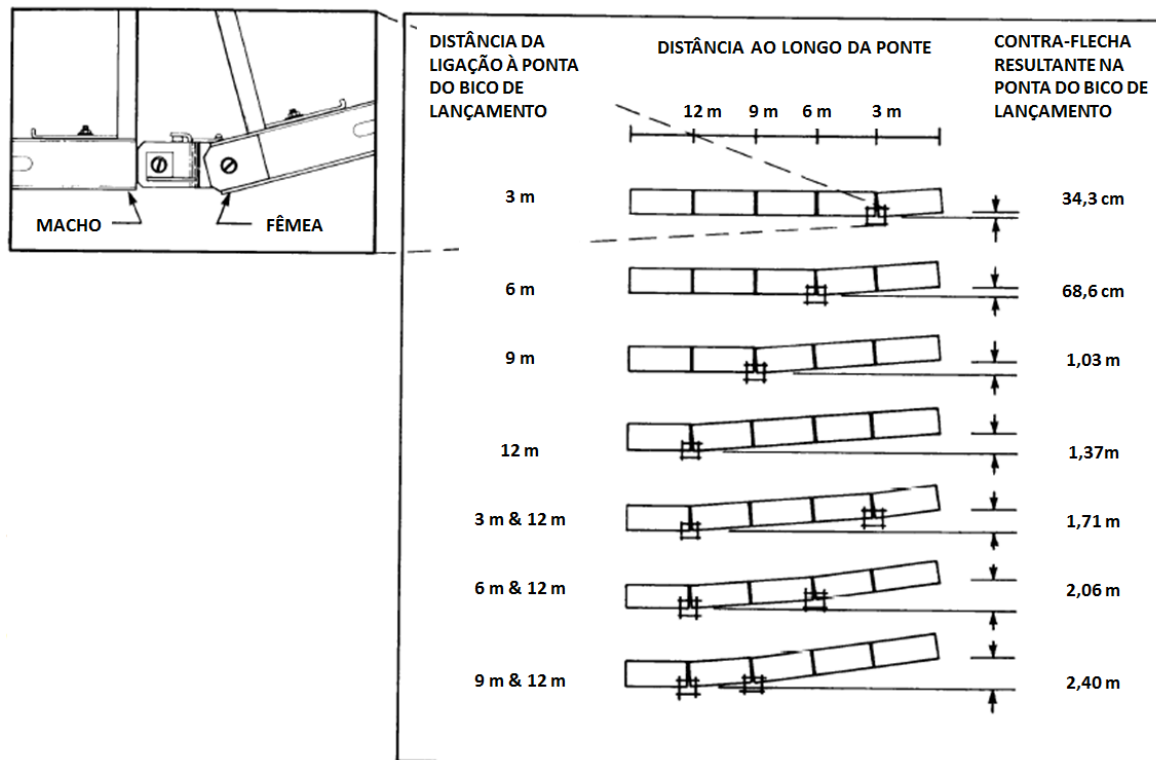 MACHO
FÊMEA
DISTÂNCIA DA
LIGAÇÃO À PONTA
DO BICO DE
LANÇAMENTO
DISTÂNCIA AO LONGO DA PONTE
CONTRA-FLECHA
RESULTANTE NA
PONTA DO BICO DE
LANÇAMENTO
12 m 9 m 6 m 3 m
3 m 34,3 cm
6 m 68,6 cm
9 m 1,03 m
12 m 1,37m
3 m & 12 m 1,71 m
6 m & 12 m 2,06 m
9 m & 12 m 2,40 m